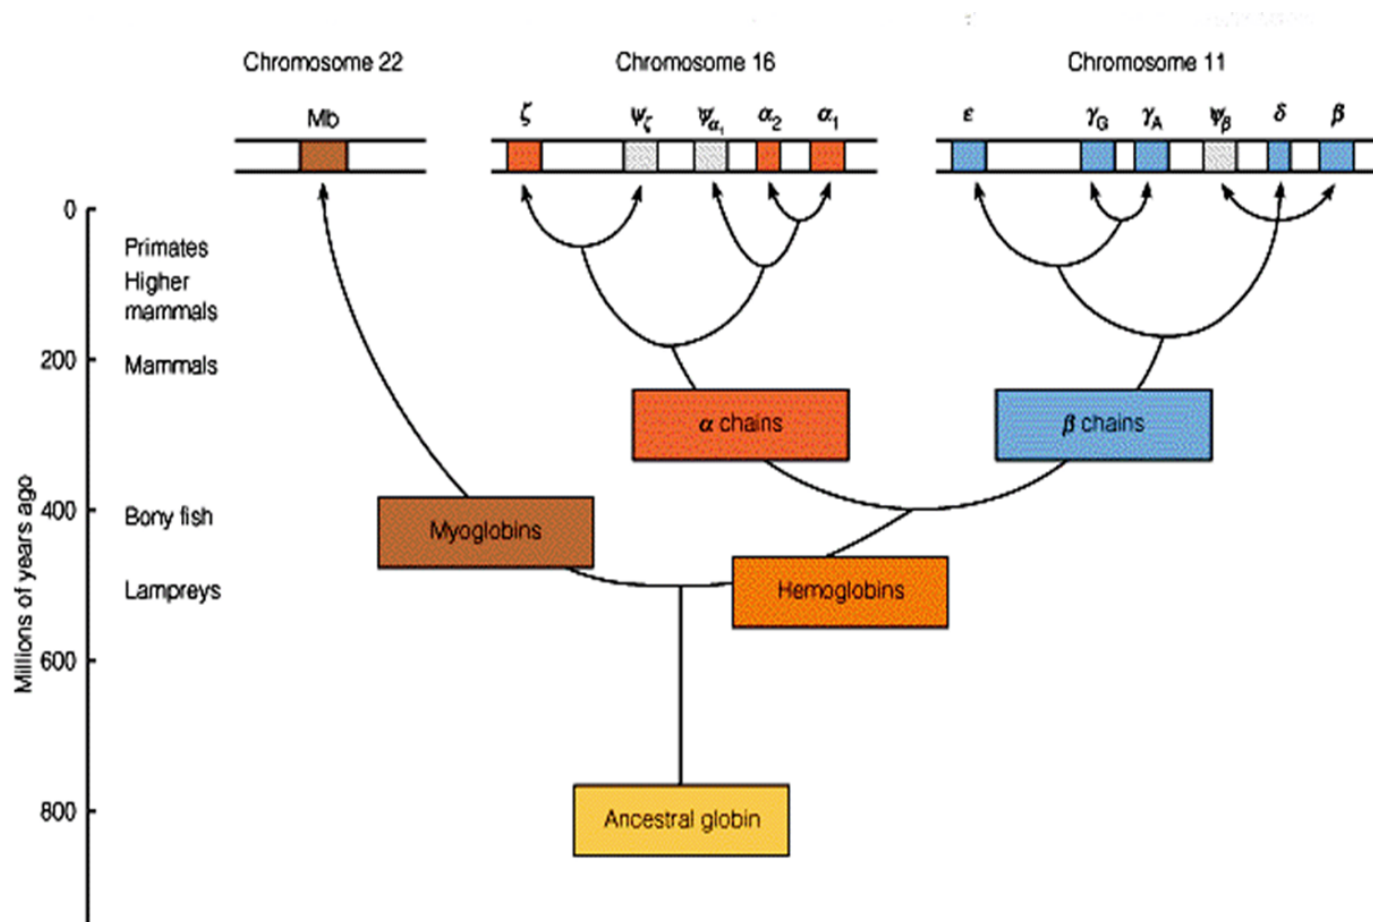 Chromosome 22
Chromosome 16
Chromosome 11
Mb
ζ
ψζ
ψα₁
α₂
α₁
ε
γG
γA
ψβ
δ
β
0
Primates
Higher
mammals
200
Mammals
α chains
β chains
400
Bony fish
Myoglobins
Lampreys
Hemoglobins
Millions of years ago
600
800
Ancestral globin